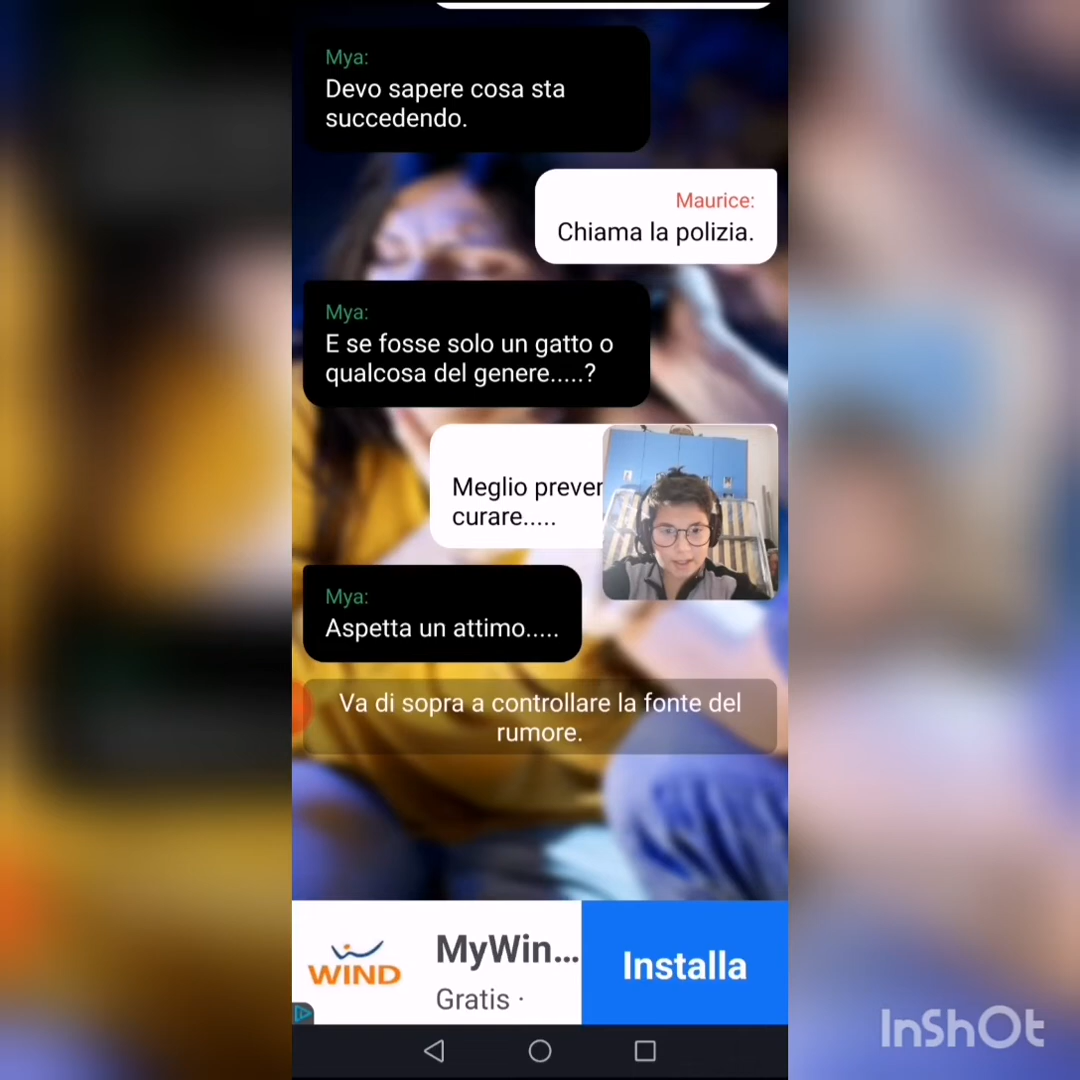 Mya:
Devo sapere cosa sta
succedendo.
Maurice:
Chiama la polizia.
Mya:
E se fosse solo un gatto o
qualcosa del genere.....?
Meglio prever
curare.....
Mya:
Aspetta un attimo.....
Va di sopra a controllare la fonte del
rumore.
WIND
MyWin...
Gratis ·
Installa
InShOt